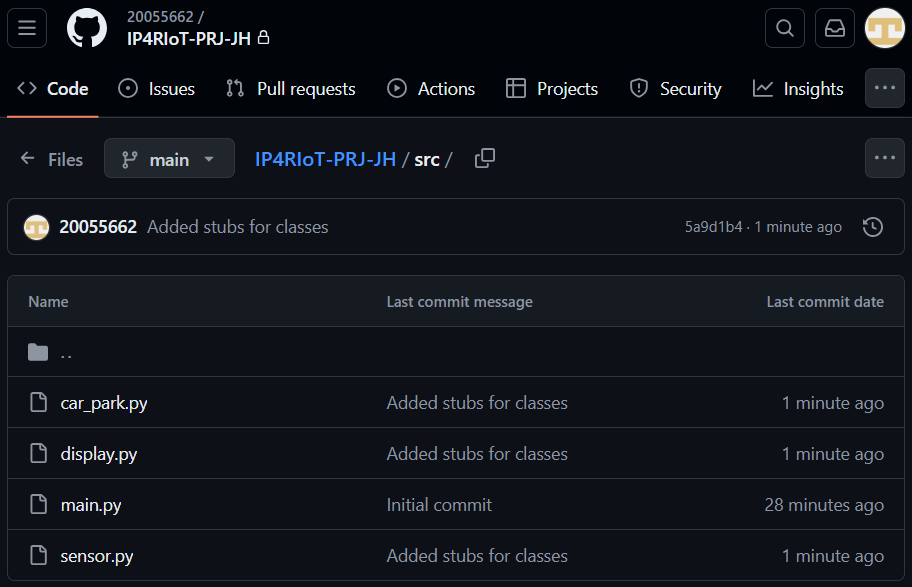 20055662 /
IP4RIoT-PRJ-JH
Code Issues Pull requests Actions Projects Security Insights
Files main IP4RIoT-PRJ-JH / src /
20055662 Added stubs for classes 5a9d1b4 · 1 minute ago
Name Last commit message Last commit date
..
car_park.py Added stubs for classes 1 minute ago
display.py Added stubs for classes 1 minute ago
main.py Initial commit 28 minutes ago
sensor.py Added stubs for classes 1 minute ago